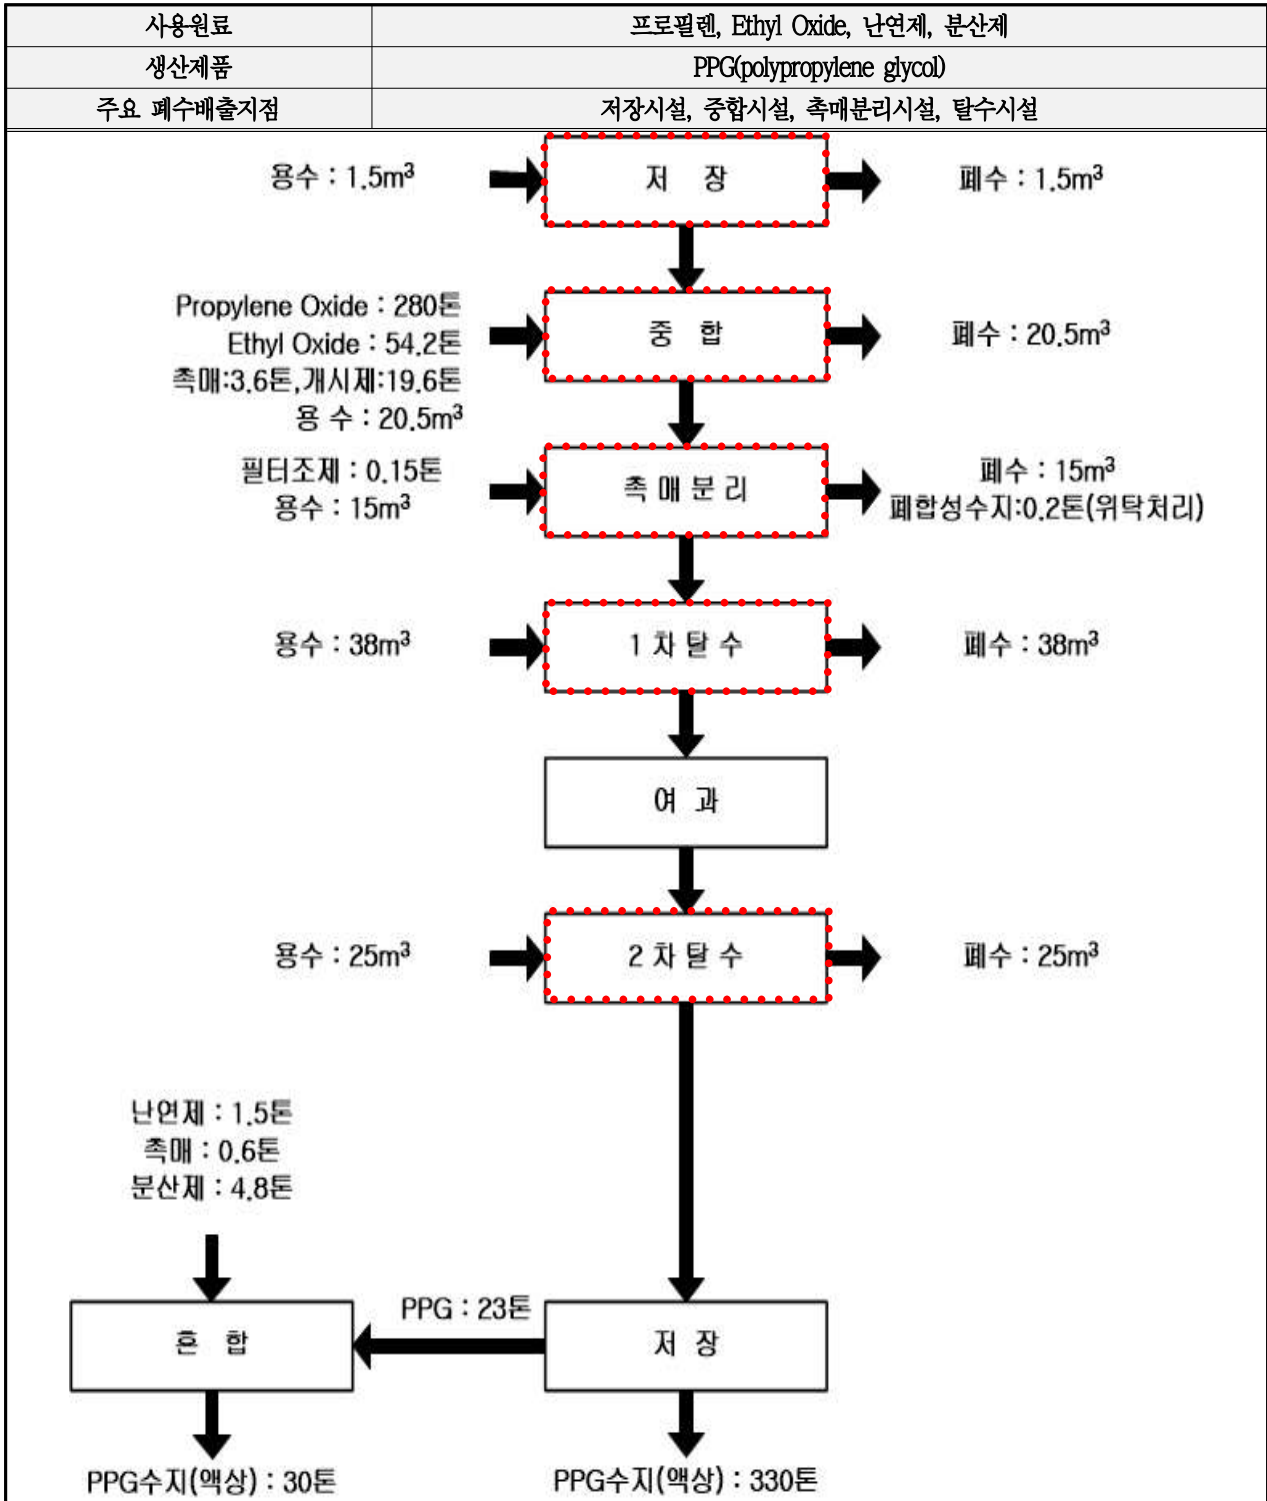 사용원료 프로필렌, Ethyl Oxide, 난연제, 분산제
생산제품 PPG(polypropylene glycol)
주요 폐수배출지점 저장시설, 중합시설, 촉매분리시설, 탈수시설
용수 : 1.5m³ 저 장 폐수 : 1.5m³
Propylene Oxide : 280톤
Ethyl Oxide : 54.2톤 중 합 폐수 : 20.5m³
촉매:3.6톤,개시제:19.6톤
용 수 : 20.5m³
필터조제 : 0.15톤 촉매분리 폐수 : 15m³
용수 : 15m³ 폐합성수지:0.2톤(위탁처리)
용수 : 38m³ 1차탈수 폐수 : 38m³
여 과
용수 : 25m³ 2차탈수 폐수 : 25m³
난연제 : 1.5톤
촉매 : 0.6톤
분산제 : 4.8톤
PPG : 23톤
혼 합 저 장
PPG수지(액상) : 30톤 PPG수지(액상) : 330톤